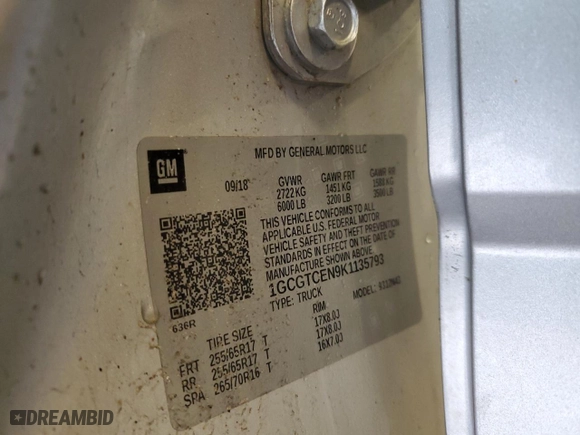 GM
MFD BY GENERAL MOTORS LLC
09/18 GVWR GAWR FRT GAWR RR
2722 KG 1451 KG 1588 KG
6000 LB 3200 LB 3500 LB
THIS VEHICLE CONFORMS TO ALL
APPLICABLE U.S. FEDERAL MOTOR
VEHICLE SAFETY AND THEFT PREVENTION
STANDARDS IN EFFECT ON THE DATE OF
MANUFACTURE SHOWN ABOVE.
1GCGTCEN9K1135793
TYPE: TRUCK MODEL:
636R
TIRE SIZE RIM
FRT 255/65R17 T 17X8.0J
RR 255/65R17 T 17X8.0J
SPA 265/70R16 T 16X7.0J
DREAMBID